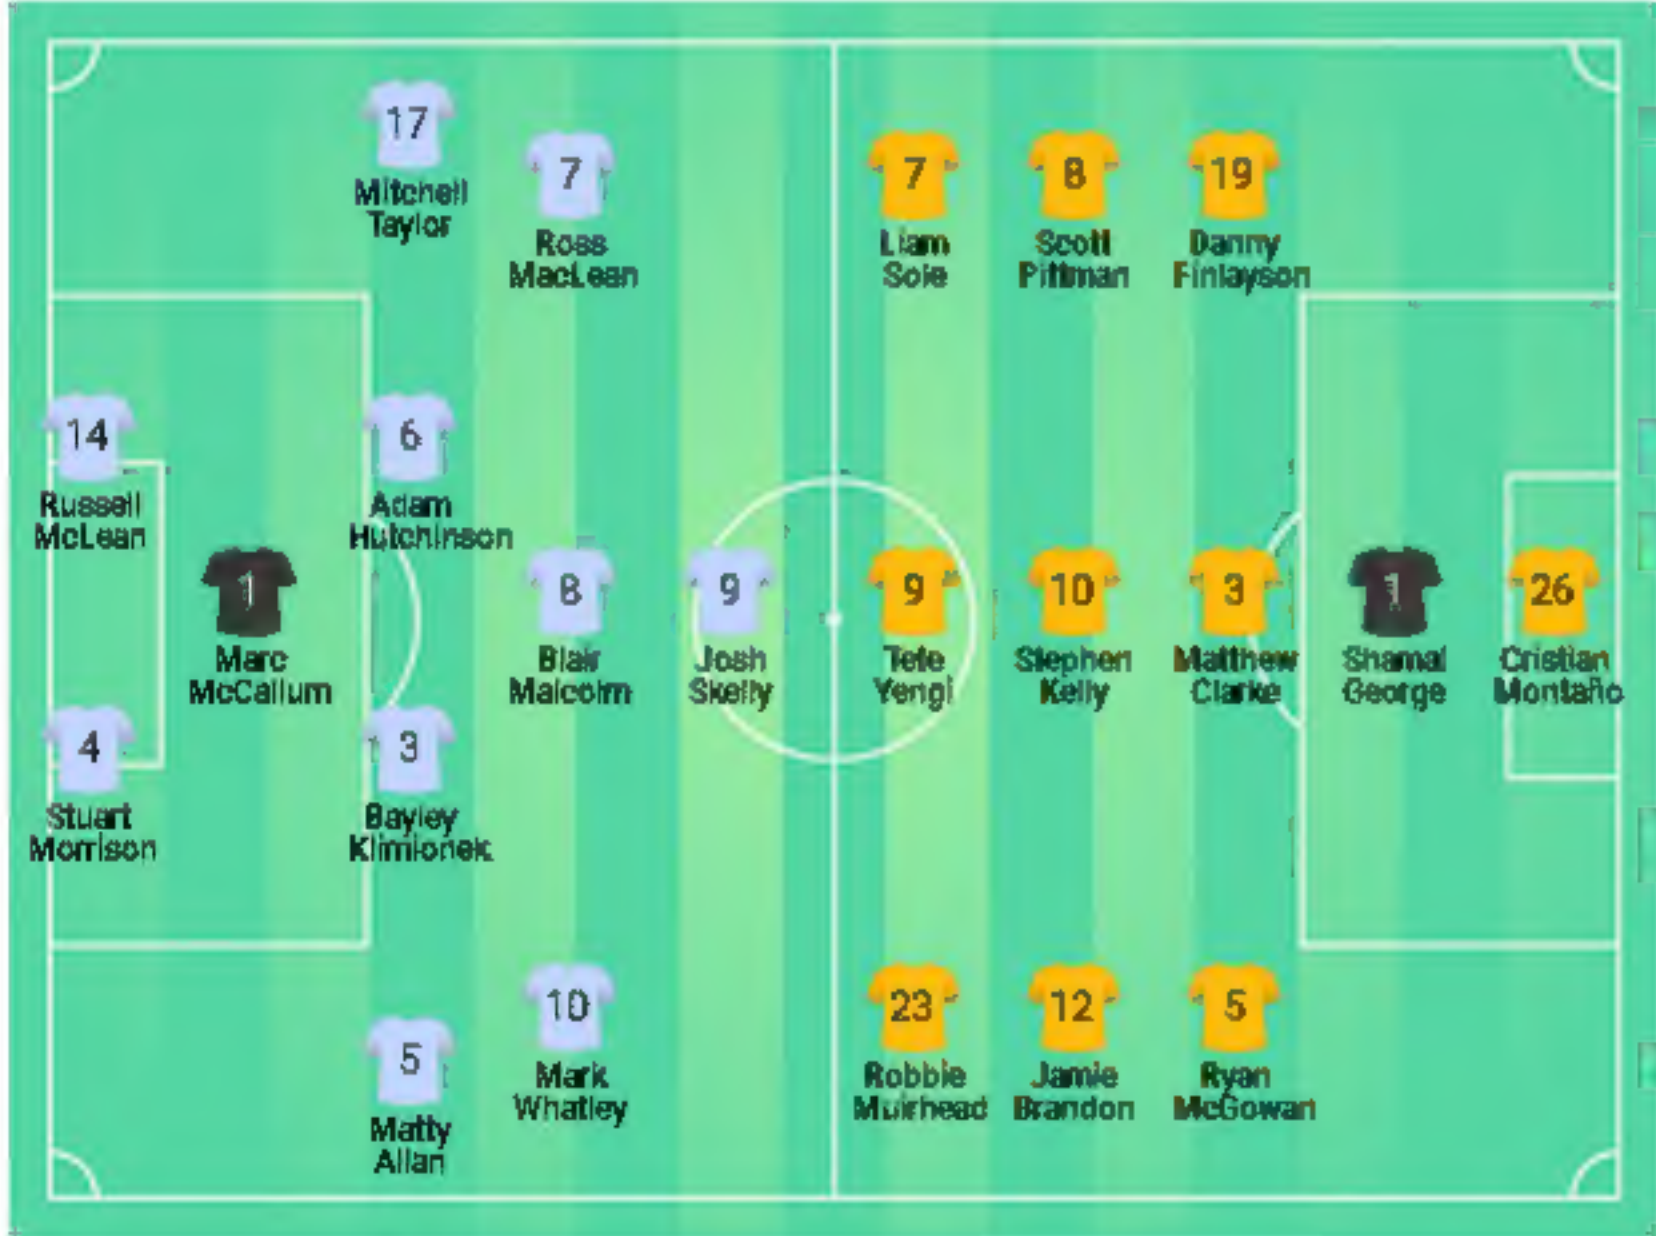 17
Mitchell
Taylor
7
Ross
MacLean
7
Liam
Sole
8
Scott
Pittman
19
Danny
Finlayson
14
Russell
McLean
6
Adam
Hutchinson
1
Marc
McCallum
8
Blair
Malcolm
9
Josh
Skelly
9
Tete
Yengi
10
Stephen
Kelly
3
Matthew
Clarke
1
Shamal
George
26
Cristian
Montaño
4
Stuart
Morrison
3
Bayley
Klimionek
5
Matty
Allan
10
Mark
Whatley
23
Robbie
Muirhead
12
Jamie
Brandon
5
Ryan
McGowan